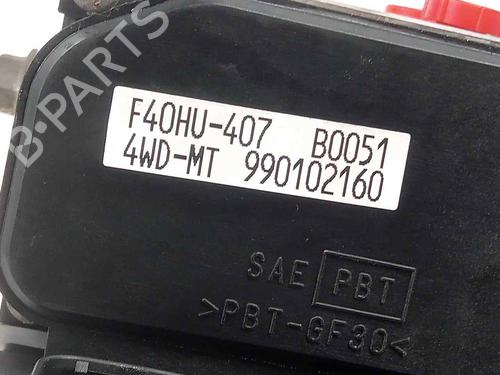 B-PARTS
F40HU-407 B0051
4WD-MT 990102160
SAE PBT
>PBT-GF30<